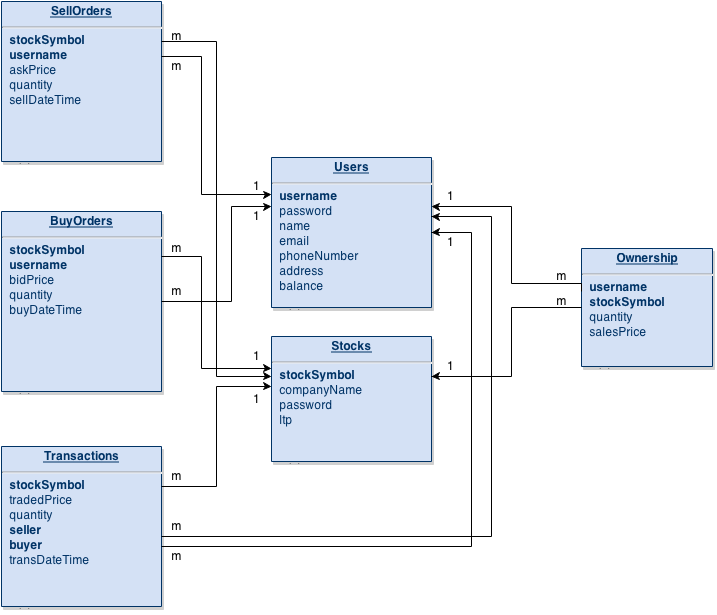 SellOrders
stockSymbol
username
askPrice
quantity
sellDateTime
m
m
Users
username
password
name
email
phoneNumber
address
balance
1
1
1
1
BuyOrders
stockSymbol
username
bidPrice
quantity
buyDateTime
m
m
Ownership
username
stockSymbol
quantity
salesPrice
m
m
Stocks
stockSymbol
companyName
password
ltp
1
1
1
Transactions
stockSymbol
tradedPrice
quantity
seller
buyer
transDateTime
m
m
m